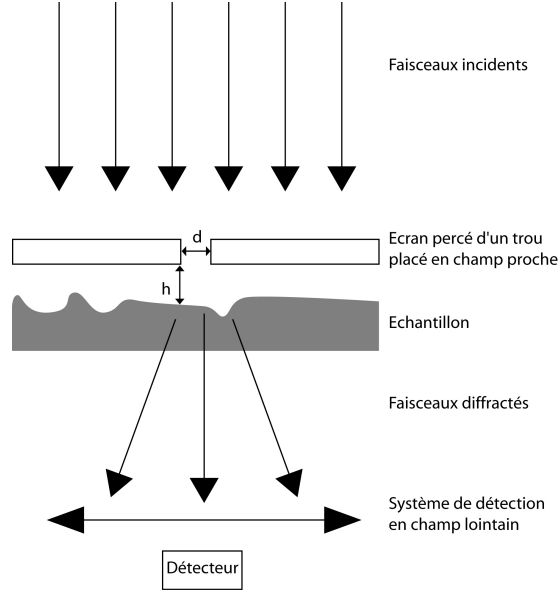 Faisceaux incidents
d
Ecran percé d'un trou
placé en champ proche
h
Echantillon
Faisceaux diffractés
Système de détection
en champ lointain
Détecteur